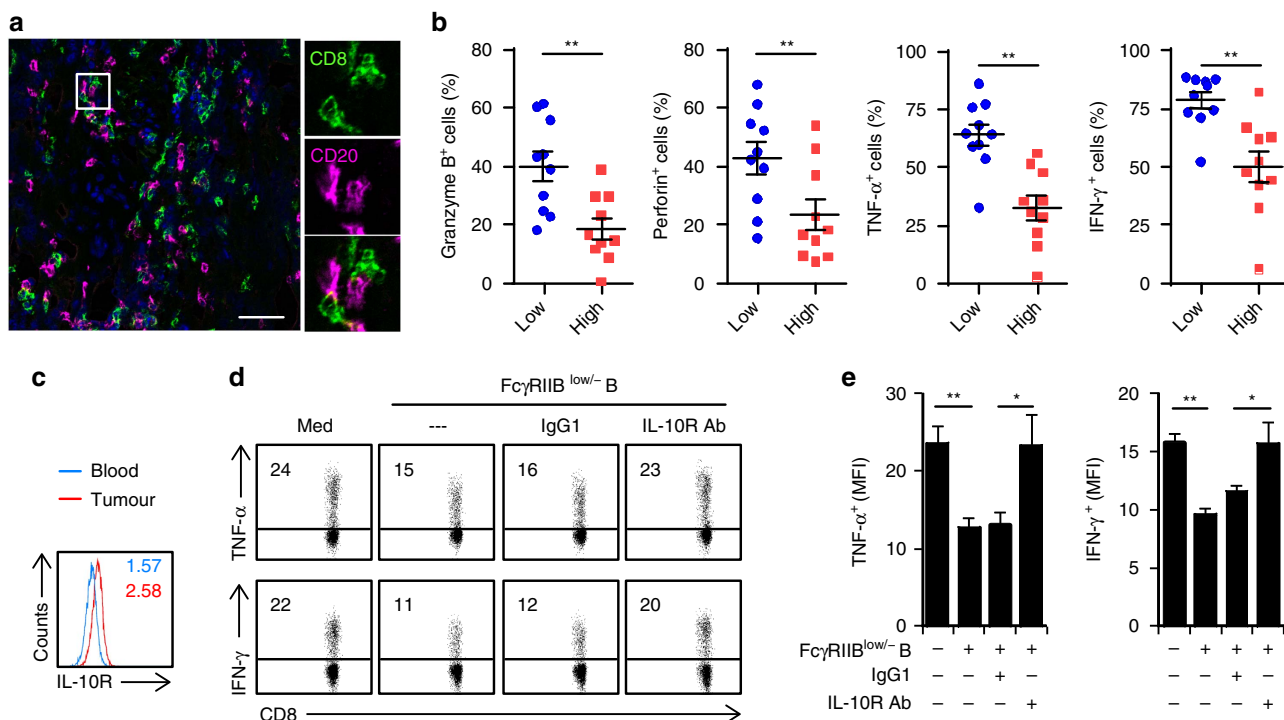 a
CD8
CD20
b
**
80
60
40
20
0
Granzyme B+ cells (%)
Low
High
**
80
60
40
20
0
Perforin+ cells (%)
Low
High
**
100
75
50
25
0
TNF-α+ cells (%)
Low
High
**
100
75
50
25
0
IFN-γ+ cells (%)
Low
High
c
Blood
Tumour
1.57
2.58
Counts
IL-10R
d
FcγRIIB low/– B
Med
---
IgG1
IL-10R Ab
24
15
16
23
TNF-α
22
11
12
20
IFN-γ
CD8
e
30
20
10
0
TNF-α+ (MFI)
** *
20
15
10
5
0
IFN-γ + (MFI)
** *
FcγRIIBlow/– B – + + + – + + +
IgG1 – – + – – – + –
IL-10R Ab – – – + – – – +